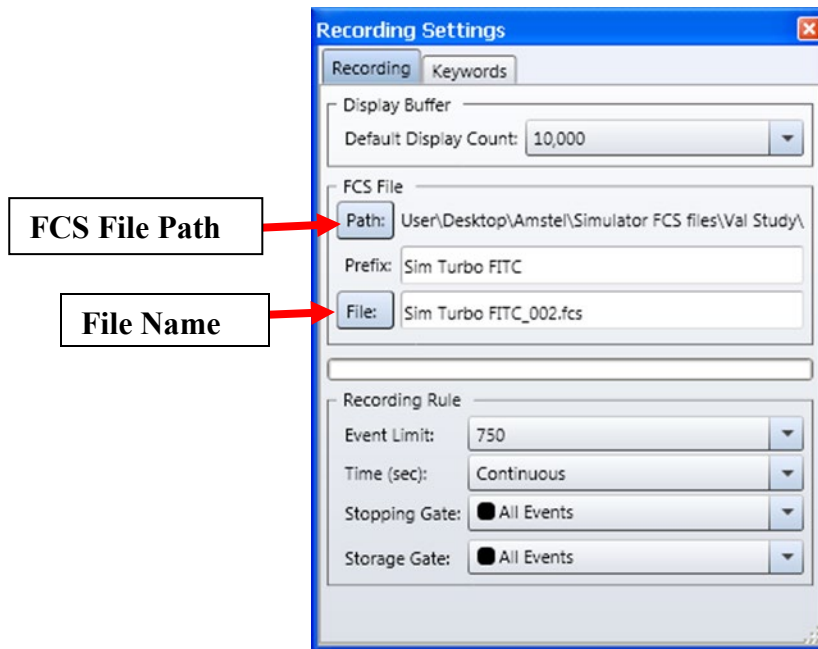 Recording Settings
Recording Keywords
Display Buffer
Default Display Count: 10,000
FCS File
FCS File Path
Path: User\Desktop\Amstel\Simulator FCS files\Val Study\
Prefix: Sim Turbo FITC
File Name
File: Sim Turbo FITC_002.fcs
Recording Rule
Event Limit: 750
Time (sec): Continuous
Stopping Gate: All Events
Storage Gate: All Events